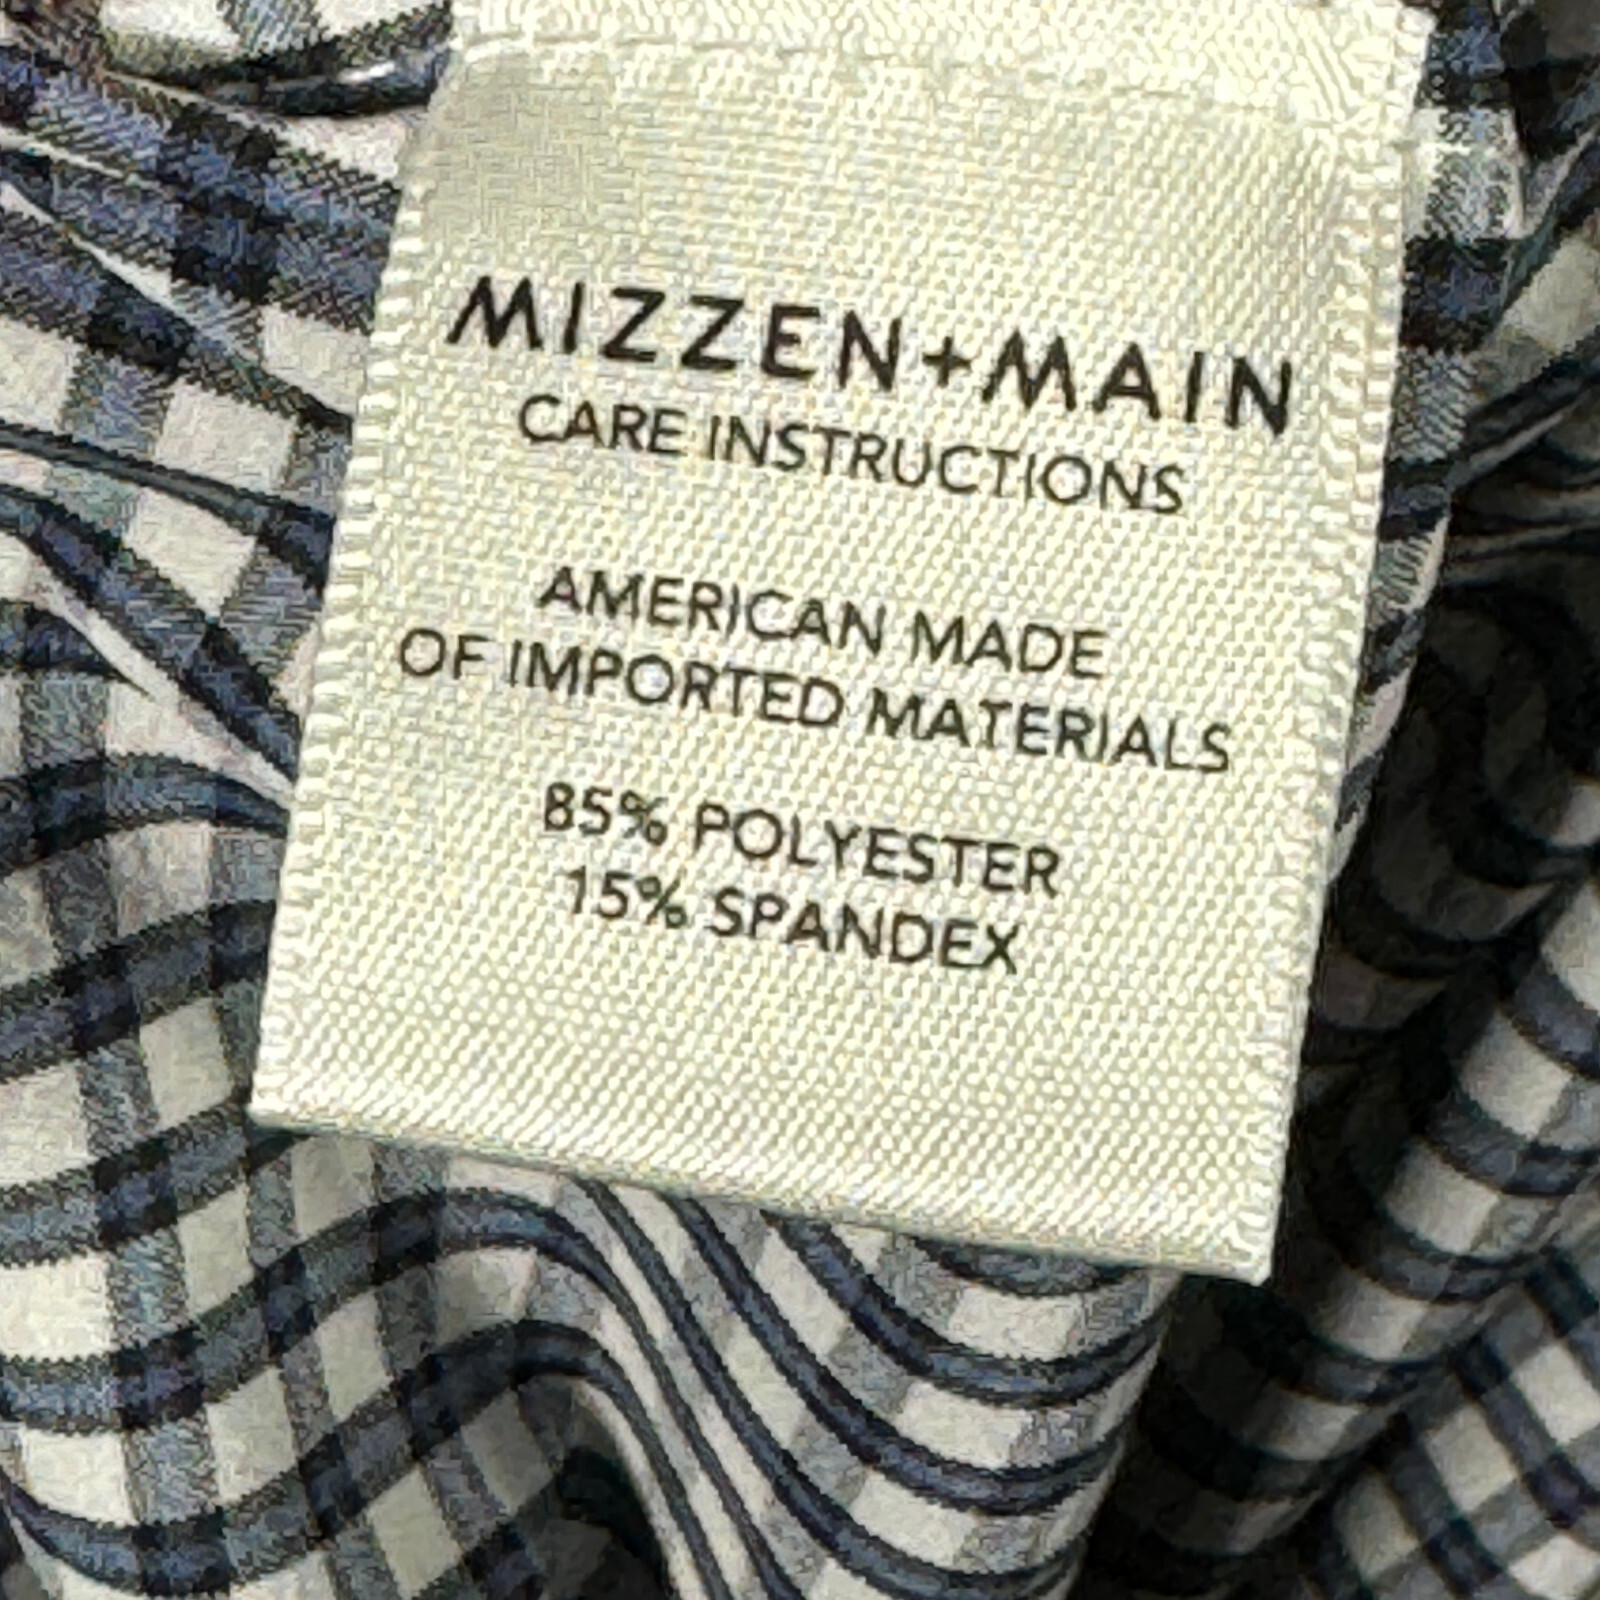 MIZZEN+MAIN
CARE INSTRUCTIONS
AMERICAN MADE
OF IMPORTED MATERIALS
85% POLYESTER
15% SPANDEX